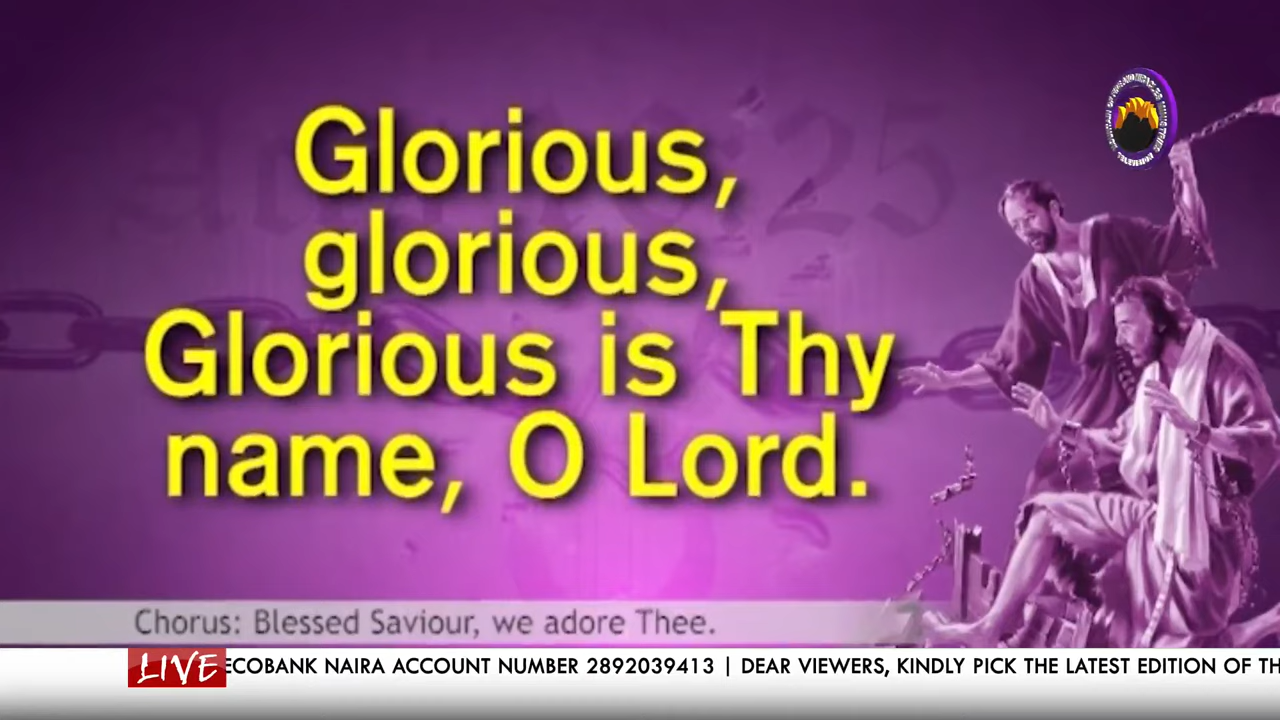 Glorious,
glorious,
Glorious is Thy
name, O Lord.
Chorus: Blessed Saviour, we adore Thee.
LIVE
ECOBANK NAIRA ACCOUNT NUMBER 2892039413 | DEAR VIEWERS, KINDLY PICK THE LATEST EDITION OF TH